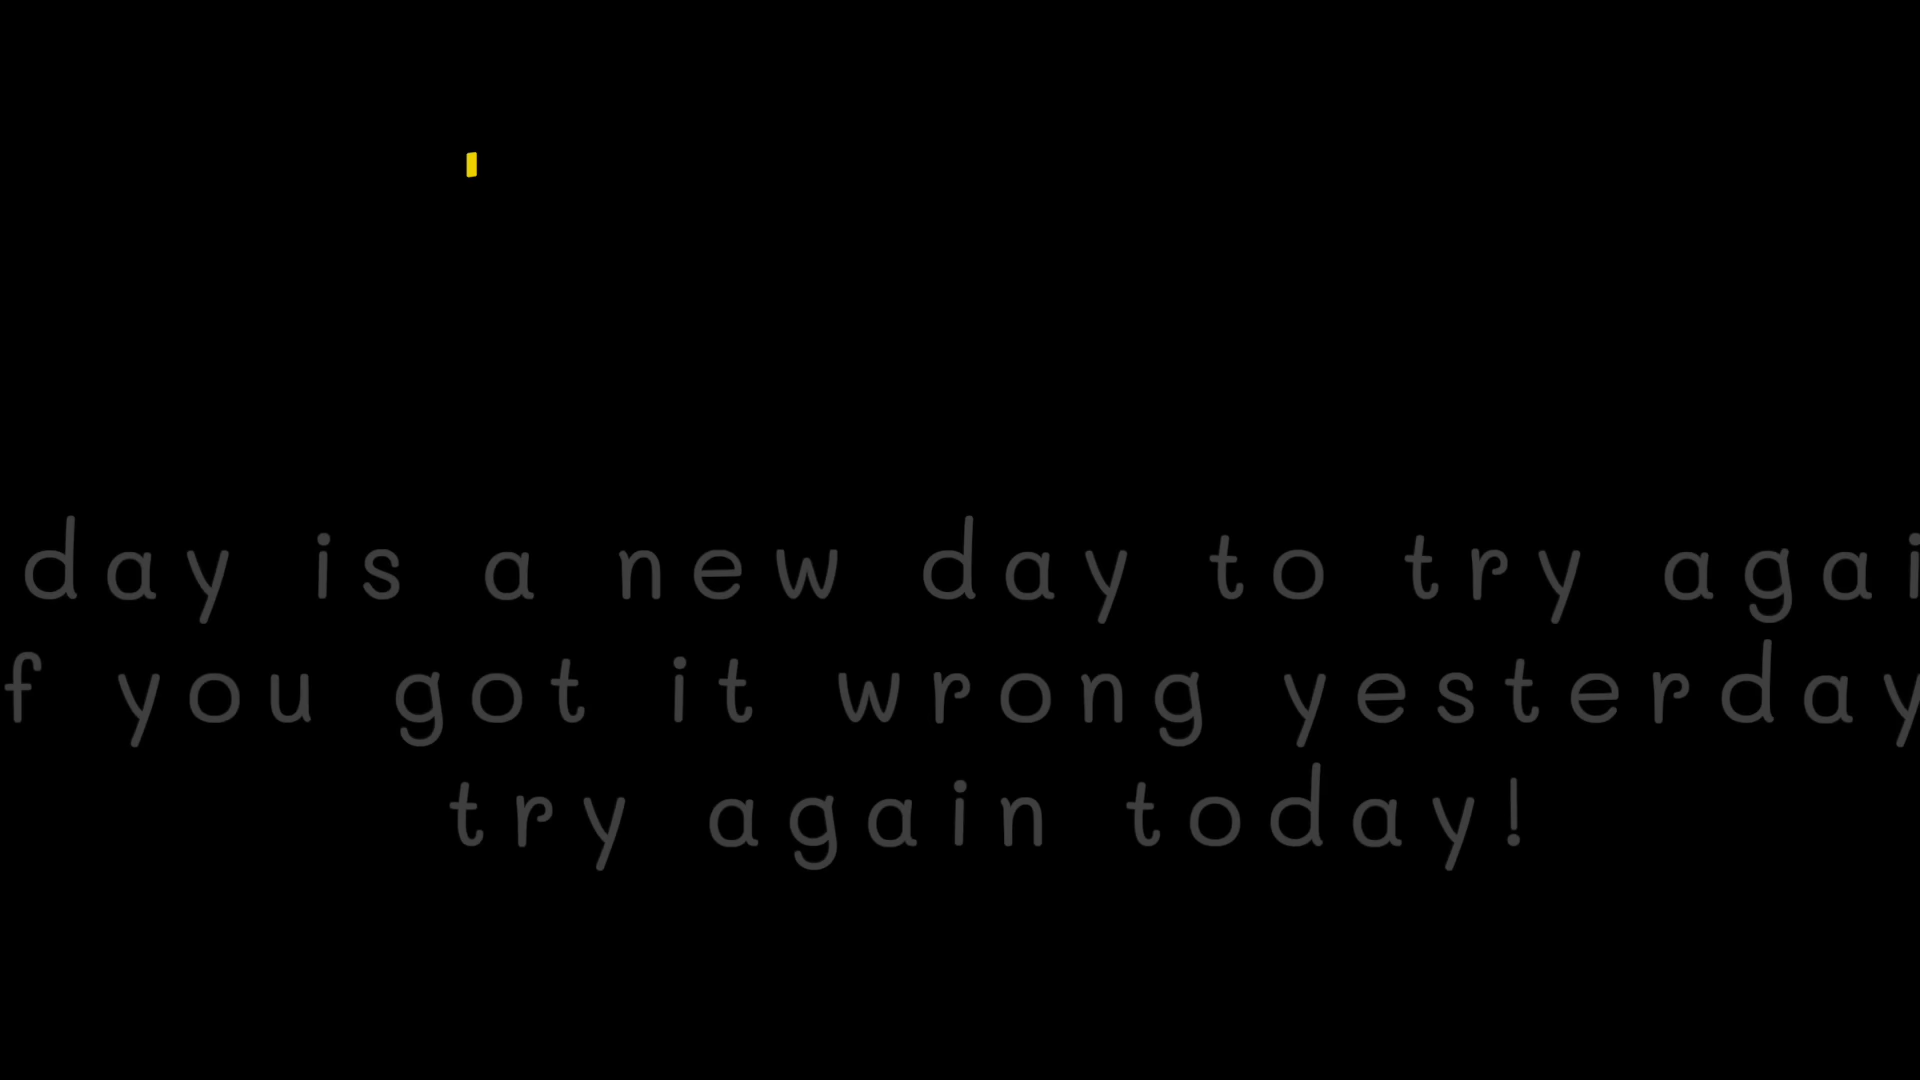 day is a new day to try agai
f you got it wrong yesterday
try again today!